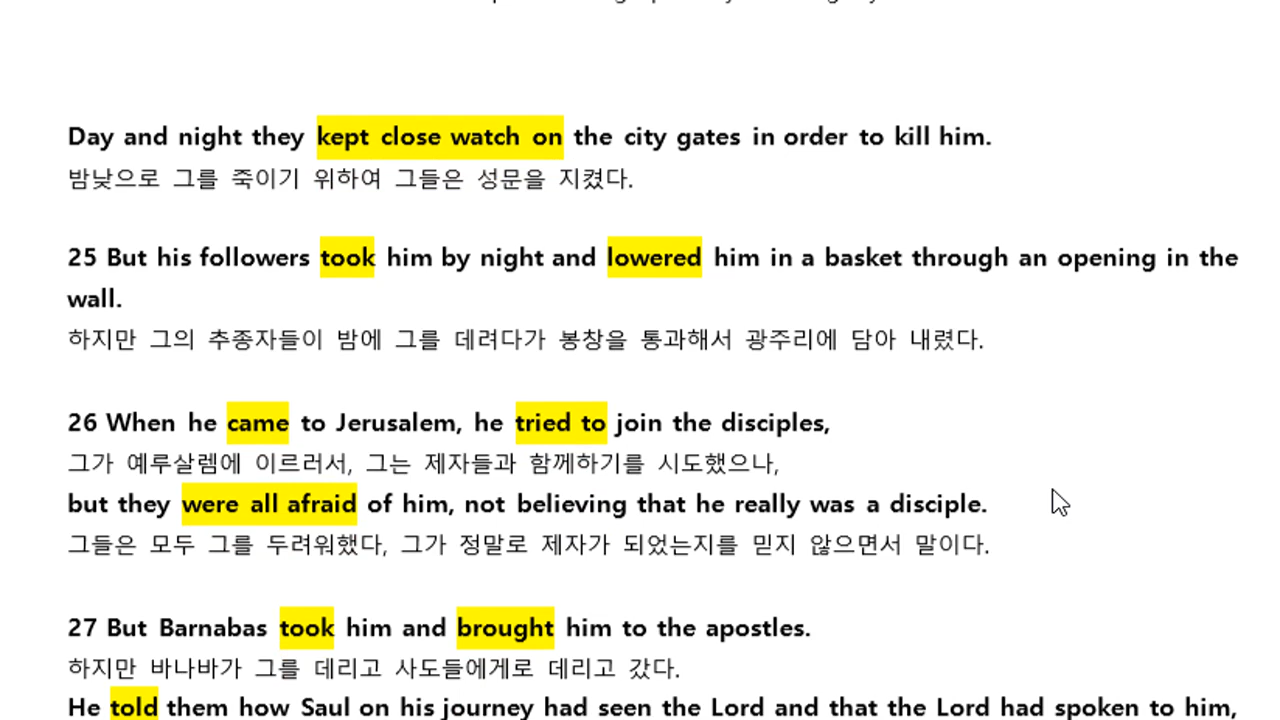 Day and night they kept close watch on the city gates in order to kill him.
밤낮으로 그를 죽이기 위하여 그들은 성문을 지켰다.
25 But his followers took him by night and lowered him in a basket through an opening in the
wall.
하지만 그의 추종자들이 밤에 그를 데려다가 봉창을 통과해서 광주리에 담아 내렸다.
26 When he came to Jerusalem, he tried to join the disciples,
그가 예루살렘에 이르러서, 그는 제자들과 함께하기를 시도했으나,
but they were all afraid of him, not believing that he really was a disciple.
그들은 모두 그를 두려워했다, 그가 정말로 제자가 되었는지를 믿지 않으면서 말이다.
27 But Barnabas took him and brought him to the apostles.
하지만 바나바가 그를 데리고 사도들에게로 데리고 갔다.
He told them how Saul on his journey had seen the Lord and that the Lord had spoken to him,